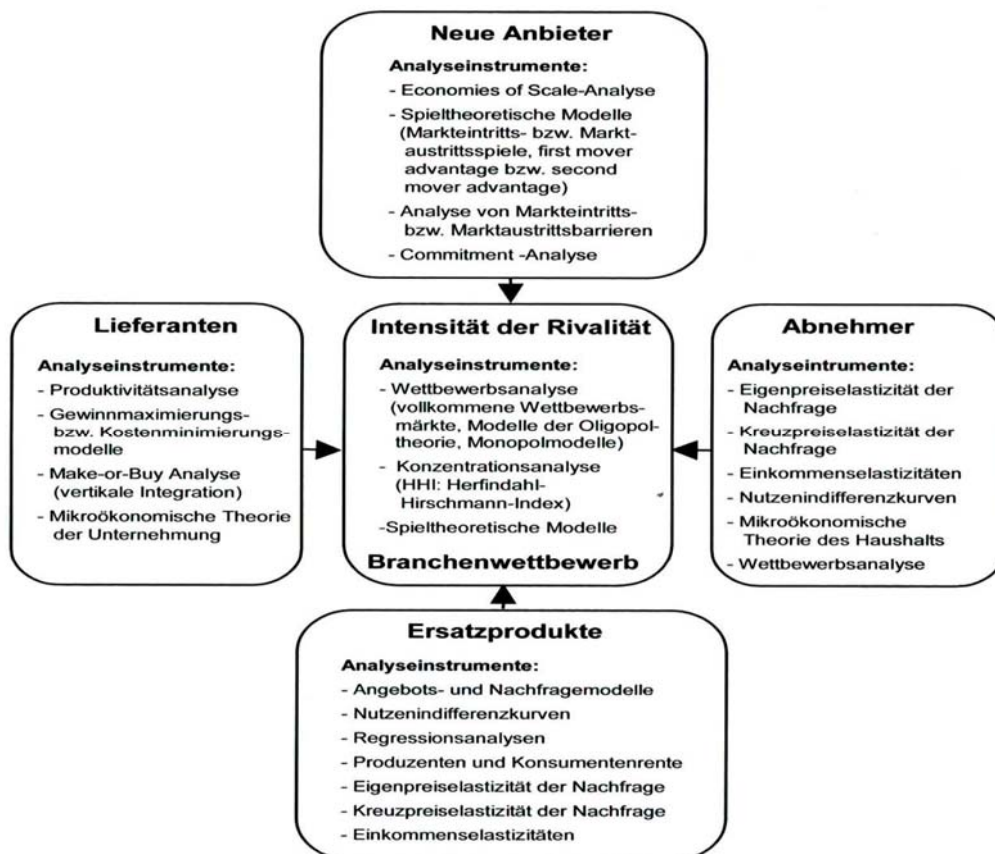 Neue Anbieter
Analyseinstrumente:
- Economies of Scale-Analyse
- Spieltheoretische Modelle
(Markteintritts- bzw. Markt-
austrittsspiele, first mover
advantage bzw. second
mover advantage)
- Analyse von Markteintritts-
bzw. Marktaustrittsbarrieren
- Commitment -Analyse
Lieferanten
Analyseinstrumente:
- Produktivitätsanalyse
- Gewinnmaximierungs-
bzw. Kostenminimierungs-
modelle
- Make-or-Buy Analyse
(vertikale Integration)
- Mikroökonomische Theorie
der Unternehmung
Intensität der Rivalität
Analyseinstrumente:
- Wettbewerbsanalyse
(vollkommene Wettbewerbs-
märkte, Modelle der Oligopol-
theorie, Monopolmodelle)
- Konzentrationsanalyse
(HHI: Herfindahl-
Hirschmann-Index)
-Spieltheoretische Modelle
Branchenwettbewerb
Abnehmer
Analyseintrumente:
- Eigenpreiselastizität der
Nachfrage
- Kreuzpreiselastizität der
Nachfrage
- Einkommenselastizitäten
- Nutzenindifferenzkurven
- Mikroökonomische
Theorie des Haushalts
- Wettbewerbsanalyse
Ersatzprodukte
Analyseinstrumente:
- Angebots- und Nachfragemodelle
- Nutzenindifferenzkurven
- Regressionsanalysen
- Produzenten und Konsumentenrente
- Eigenpreiselastizität der Nachfrage
- Kreuzpreiselastizität der Nachfrage
- Einkommenselastizitäten